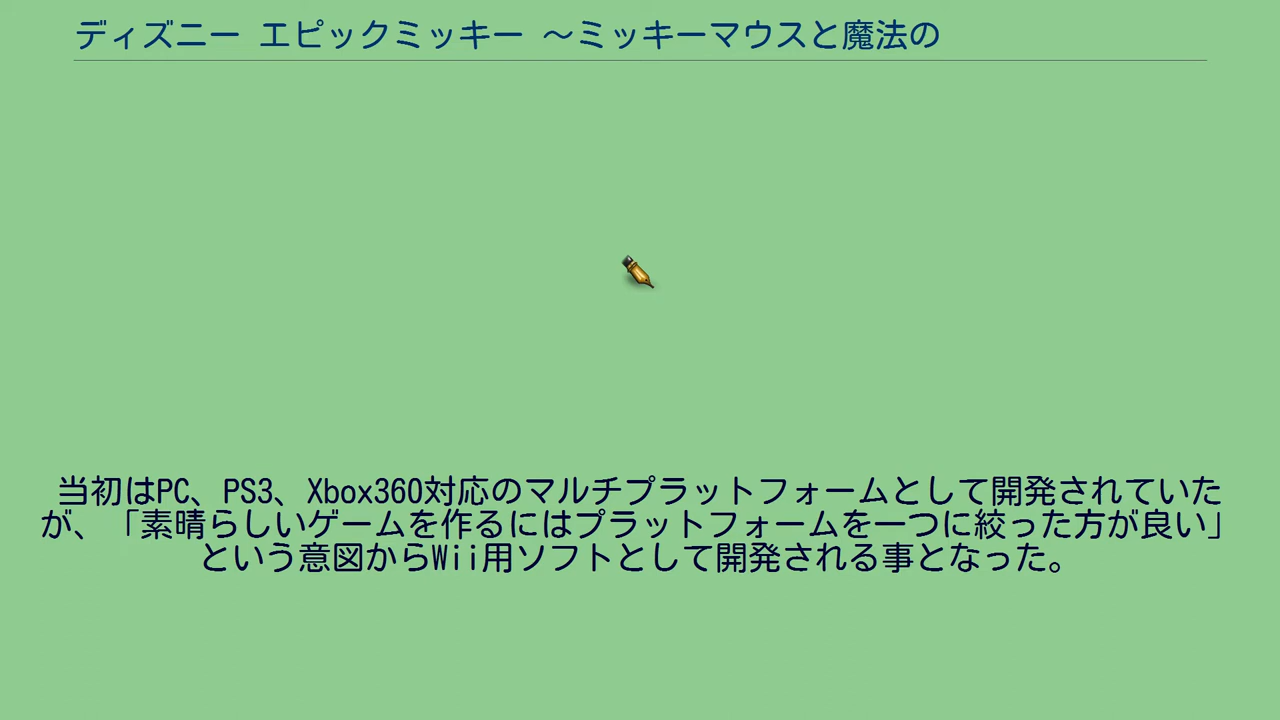 ディズニー エピックミッキー ～ミッキーマウスと魔法の
当初はPC、PS3、Xbox360対応のマルチプラットフォームとして開発されていた
が、「素晴らしいゲームを作るにはプラットフォームを一つに絞った方が良い」
という意図からWii用ソフトとして開発される事となった。